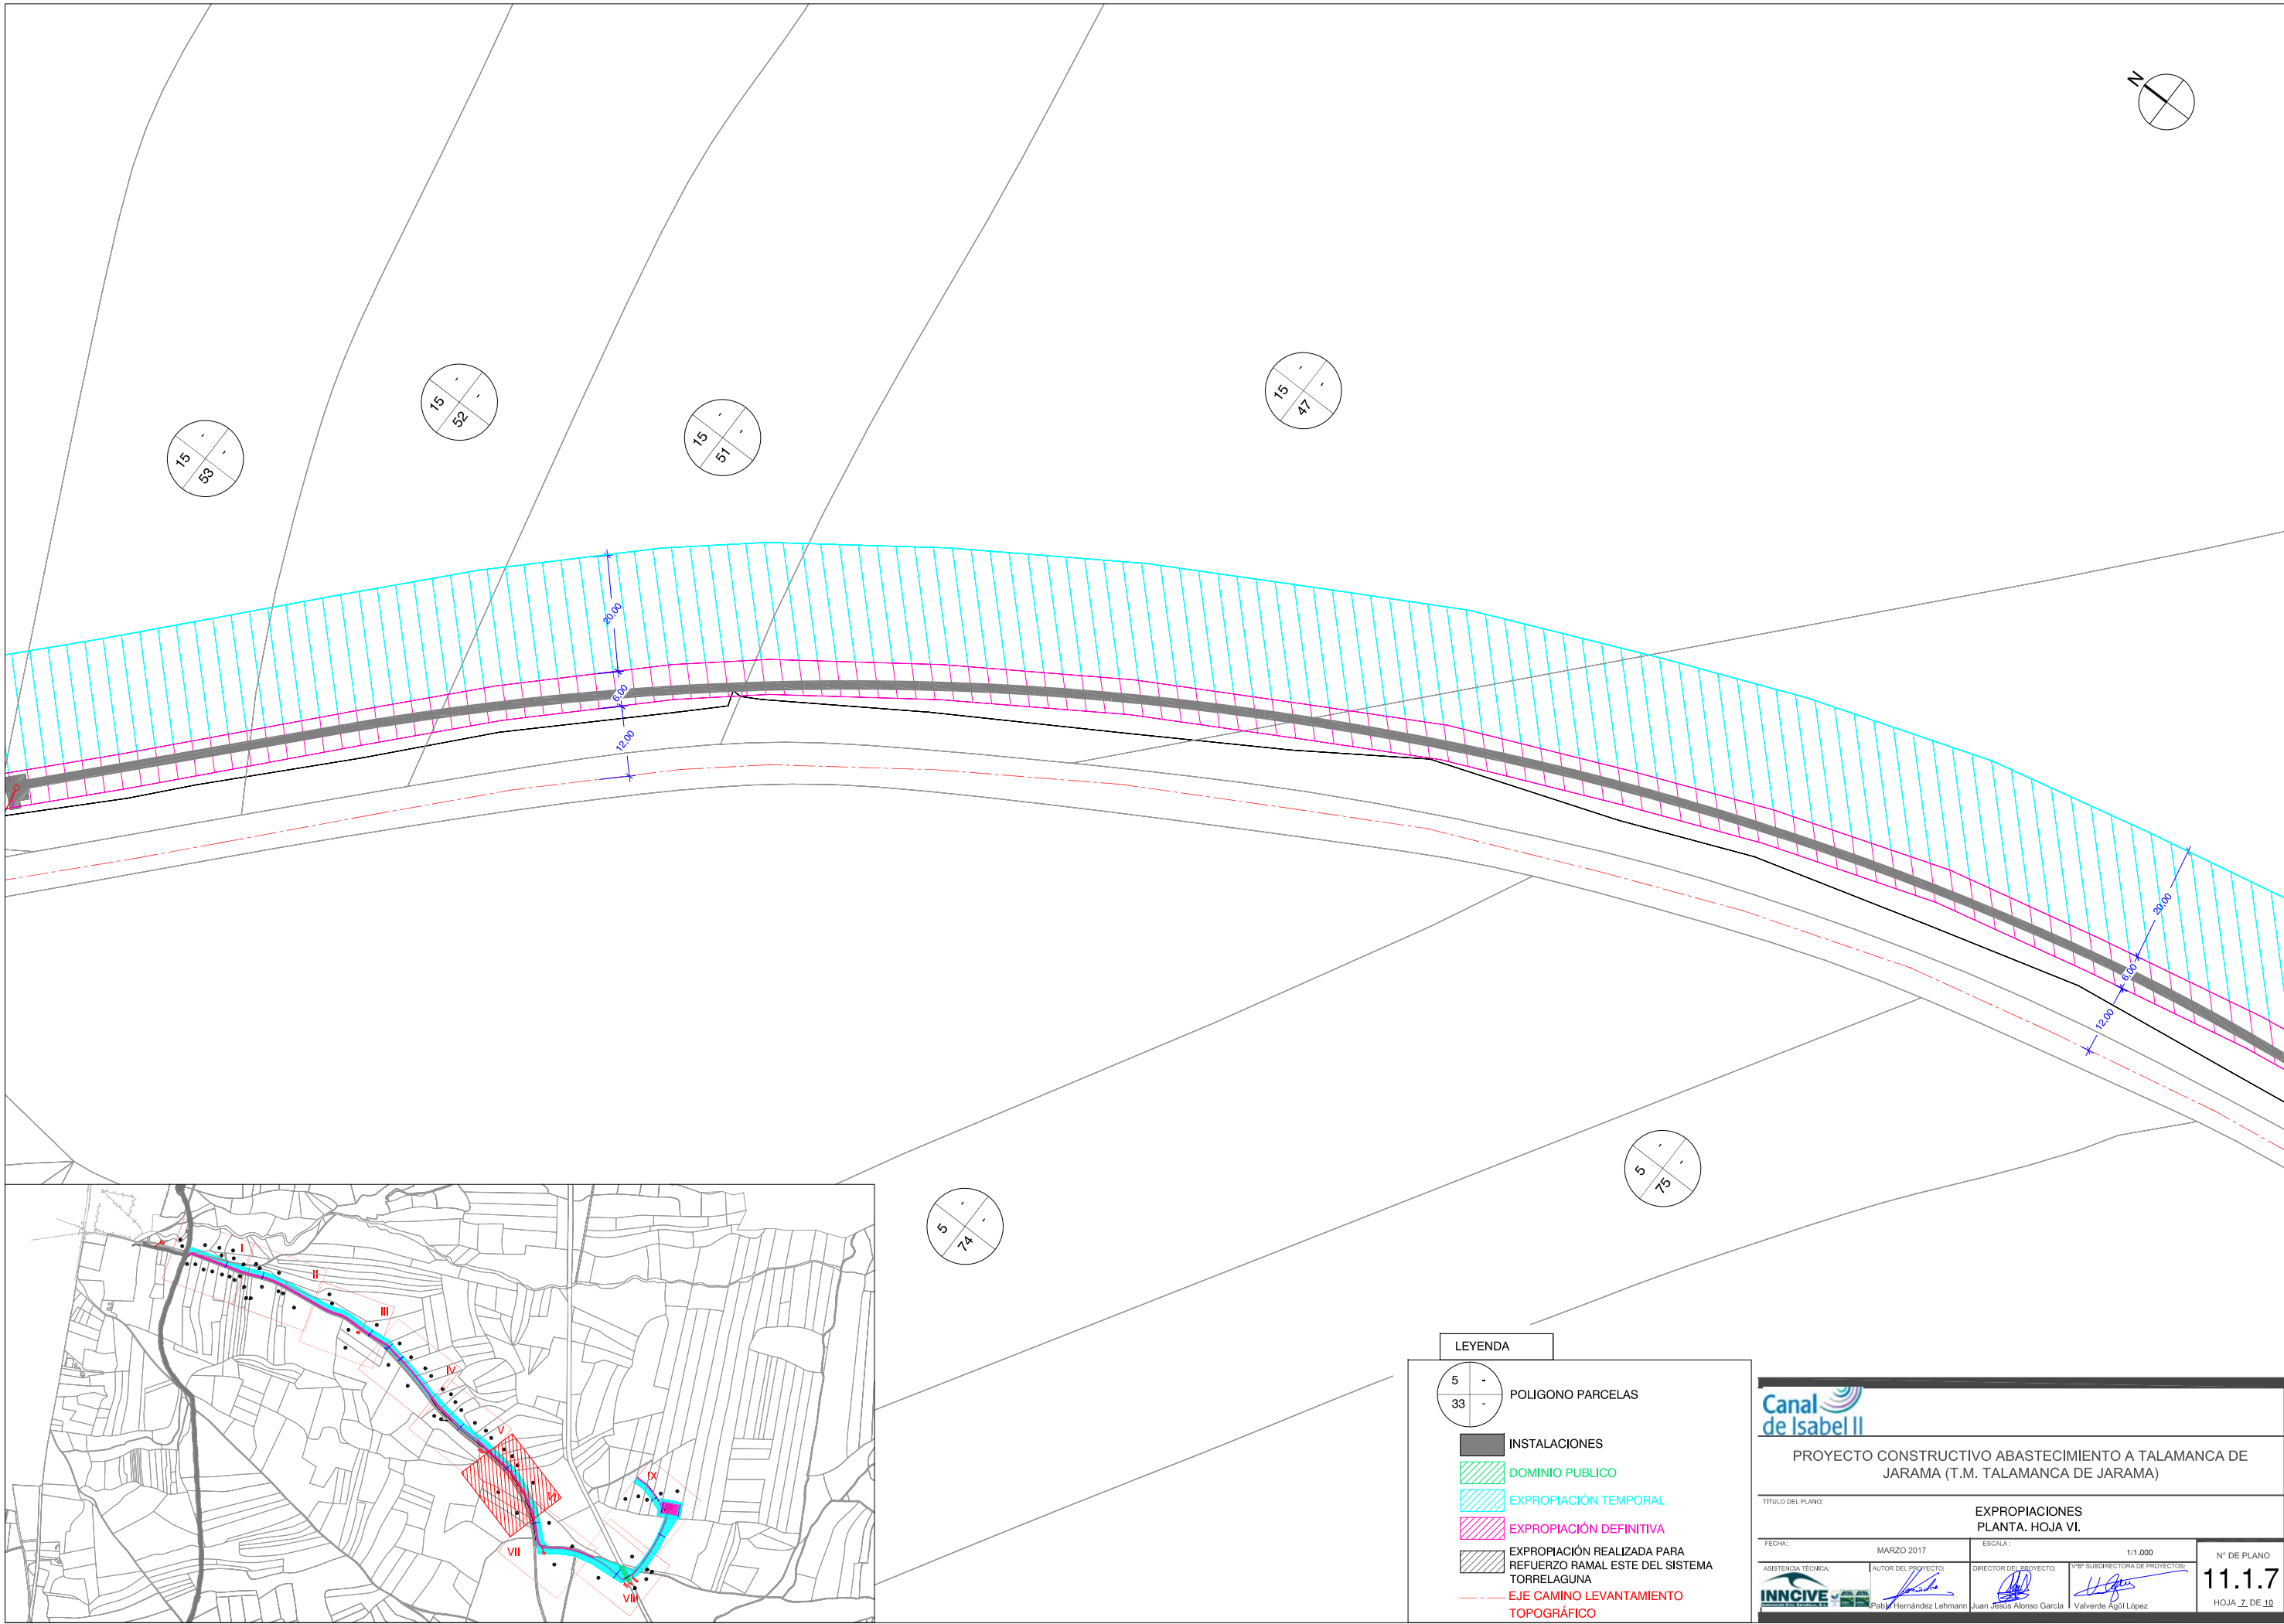 N
15 - -
47
15 - -
52
15 - -
51
15 - -
53
20,00
6,00
12,00
20,00
6,00
12,00
5 - -
75
5 - -
74
I
II
III
IV
V
VI
VII
VIII
IX
LEYENDA
5 -
33 -
POLIGONO PARCELAS
INSTALACIONES
DOMINIO PUBLICO
EXPROPIACIÓN TEMPORAL
EXPROPIACIÓN DEFINITIVA
EXPROPIACIÓN REALIZADA PARA
REFUERZO RAMAL ESTE DEL SISTEMA
TORRELAGUNA
EJE CAMINO LEVANTAMIENTO
TOPOGRÁFICO
Canal
de Isabel II
PROYECTO CONSTRUCTIVO ABASTECIMIENTO A TALAMANCA DE
JARAMA (T.M. TALAMANCA DE JARAMA)
TÍTULO DEL PLANO:
EXPROPIACIONES
PLANTA. HOJA VI.
FECHA:
MARZO 2017
ESCALA :
1/1.000
Nº DE PLANO
11.1.7
HOJA 7 DE 10
ASISTENCIA TÉCNICA:
INNCIVE
AUTOR DEL PROYECTO:
Pablo Hernández Lehmann
DIRECTOR DEL PROYECTO:
Juan Jesús Alonso García
VºBº SUBDIRECTORA DE PROYECTOS:
Valverde Agüí López